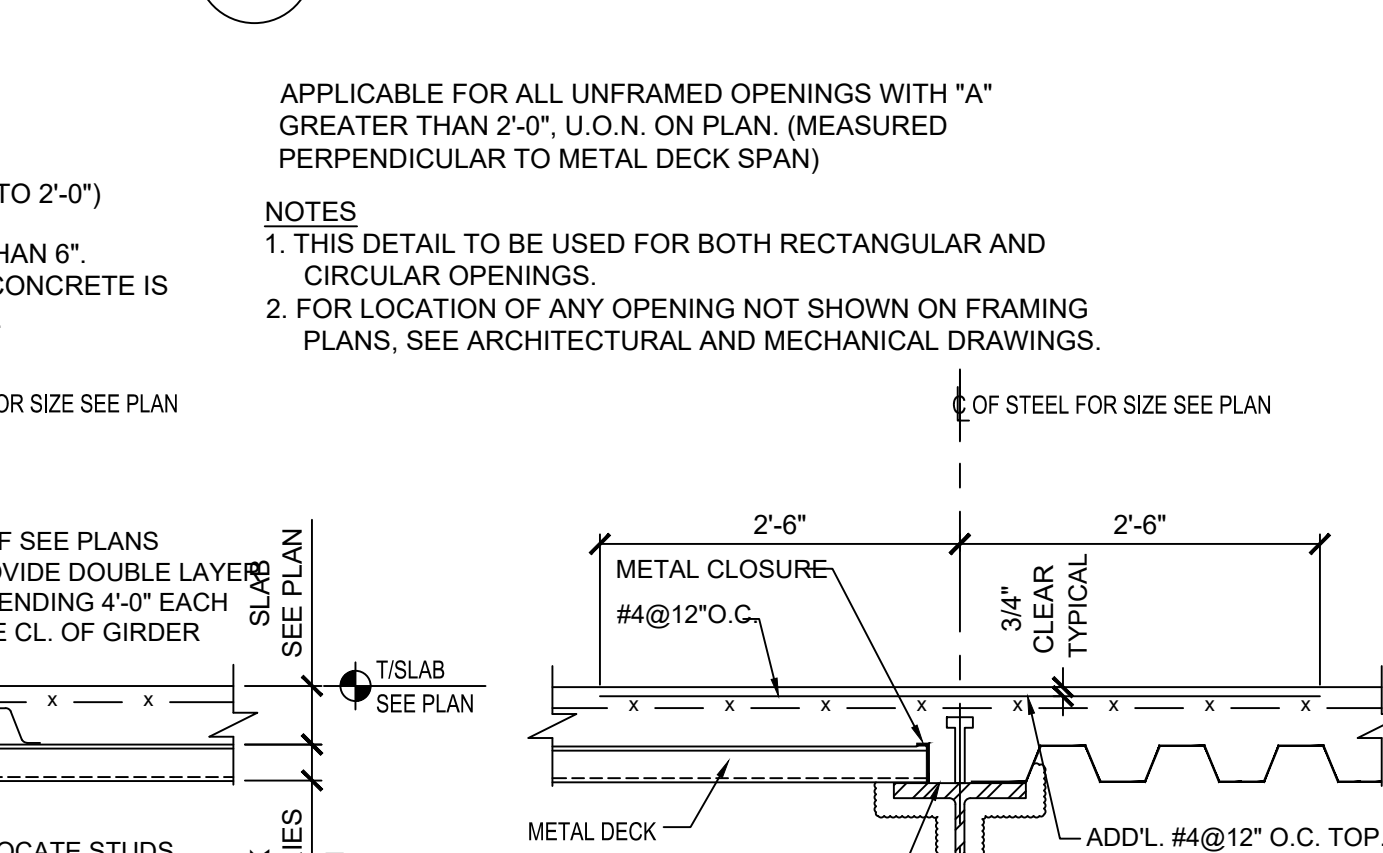 APPLICABLE FOR ALL UNFRAMED OPENINGS WITH "A"
GREATER THAN 2'-0", U.O.N. ON PLAN. (MEASURED
PERPENDICULAR TO METAL DECK SPAN)
TO 2'-0")
HAN 6".
CONCRETE IS
NOTES
1. THIS DETAIL TO BE USED FOR BOTH RECTANGULAR AND
CIRCULAR OPENINGS.
2. FOR LOCATION OF ANY OPENING NOT SHOWN ON FRAMING
PLANS, SEE ARCHITECTURAL AND MECHANICAL DRAWINGS.
OR SIZE SEE PLAN
℄ OF STEEL FOR SIZE SEE PLAN
F SEE PLANS
OVIDE DOUBLE LAYER
ENDING 4'-0" EACH
E CL. OF GIRDER
SLAB
SEE PLAN
T/SLAB
SEE PLAN
x x
2'-6" 2'-6"
METAL CLOSURE
#4@12"O.C.
3/4"
CLEAR
TYPICAL
x x x x x x x x
METAL DECK
ADD'L. #4@12" O.C. TOP.
OCATE STUDS
IES